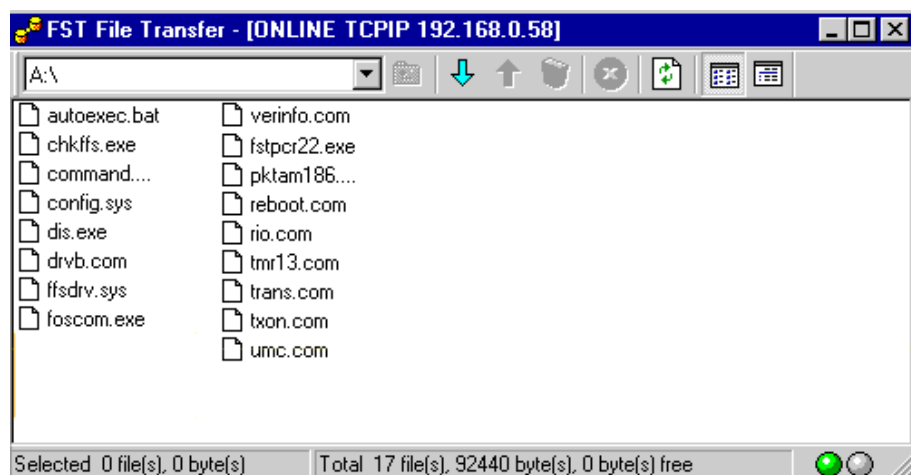 FST File Transfer - [ONLINE TCPIP 192.168.0.58]
A:\
autoexec.bat
chkffs.exe
command....
config.sys
dis.exe
drvb.com
ffsdrv.sys
foscom.exe
verinfo.com
fstpcr22.exe
pktam186....
reboot.com
rio.com
tmr13.com
trans.com
txon.com
umc.com
Selected 0 file(s), 0 byte(s)
Total 17 file(s), 92440 byte(s), 0 byte(s) free